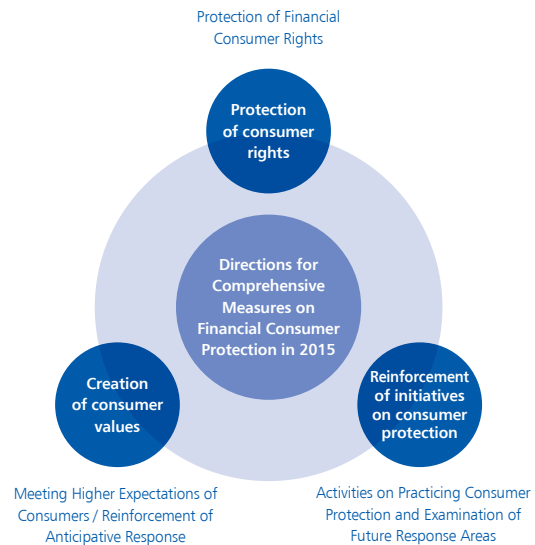 Protection of Financial
Consumer Rights
Protection
of consumer
rights
Directions for
Comprehensive
Measures on
Financial Consumer
Protection in 2015
Creation
of consumer
values
Reinforcement
of initiatives
on consumer
protection
Meeting Higher Expectations of
Consumers / Reinforcement of
Anticipative Response
Activities on Practicing Consumer
Protection and Examination of
Future Response Areas